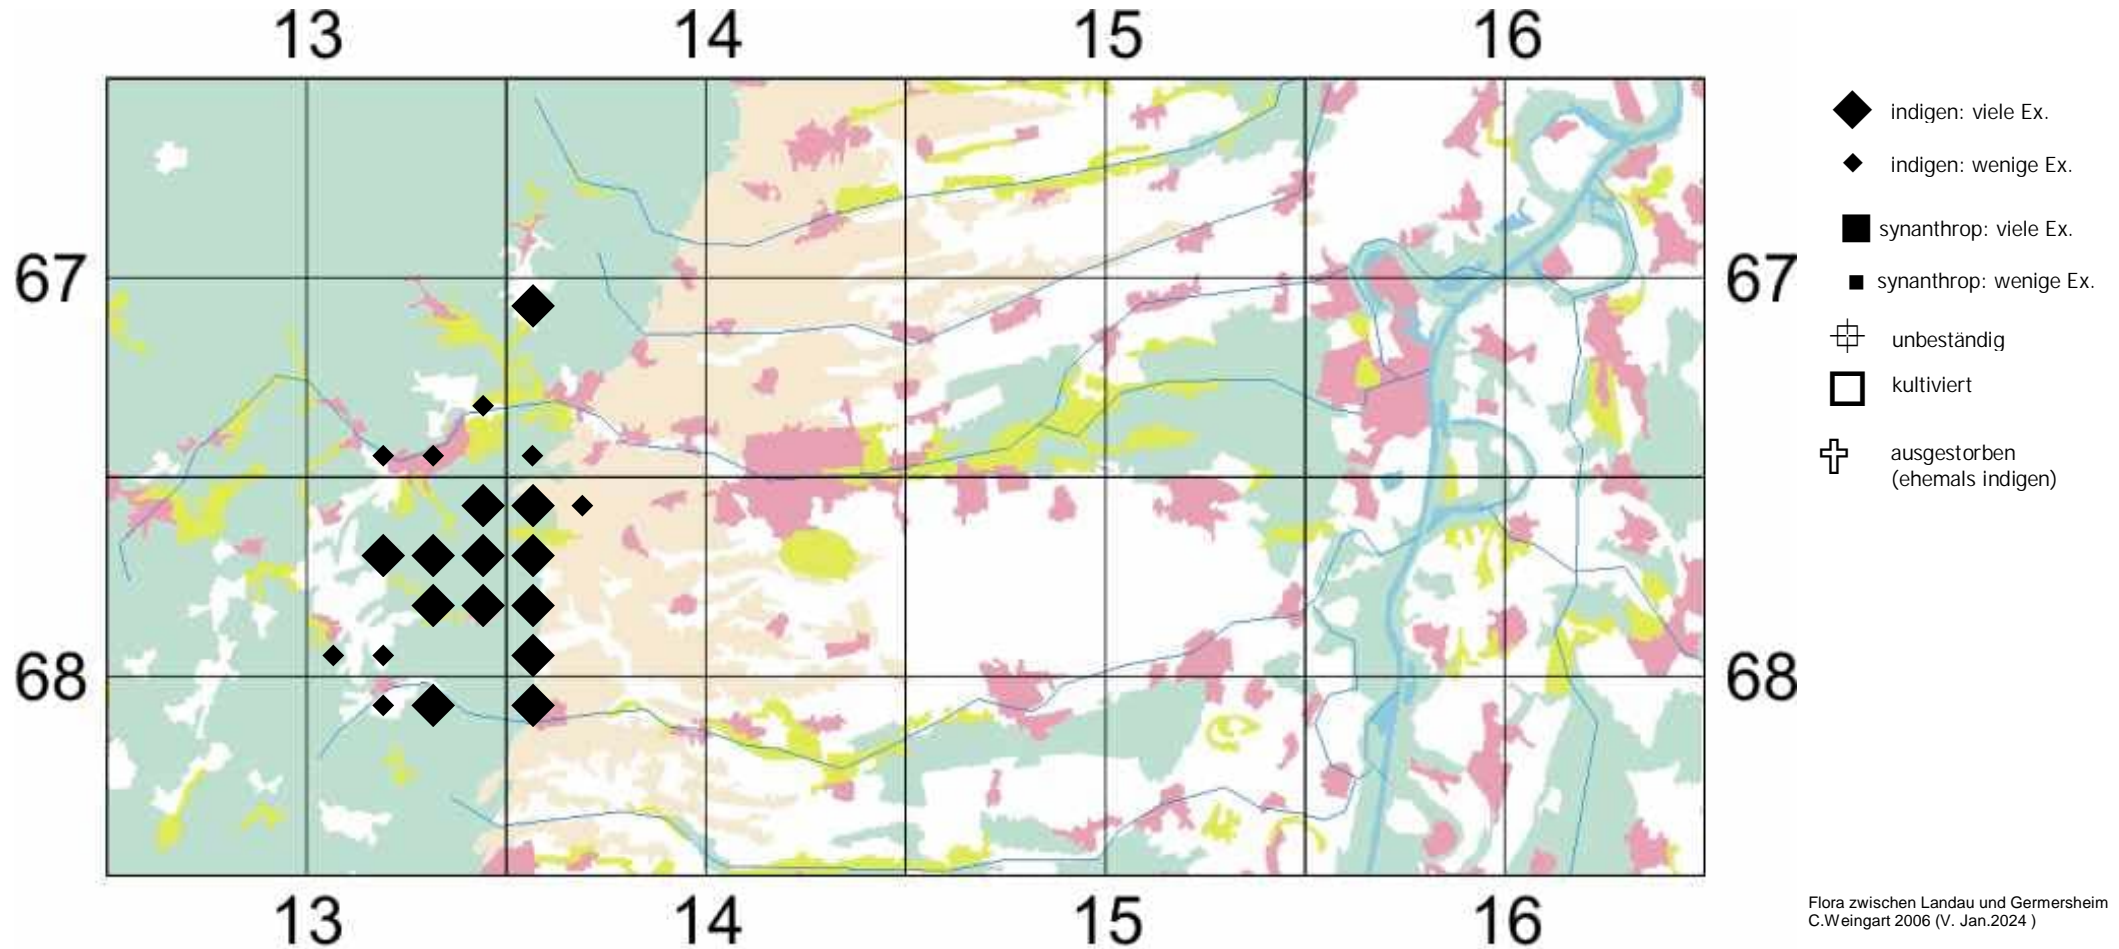 13 14 15 16
67 67
68 68
13 14 15 16
indigen: viele Ex.
indigen: wenige Ex.
synanthrop: viele Ex.
synanthrop: wenige Ex.
unbeständig
kultiviert
ausgestorben
(ehemals indigen)
Flora zwischen Landau und Germersheim
C.Weingart 2006 (V. Jan.2024 )